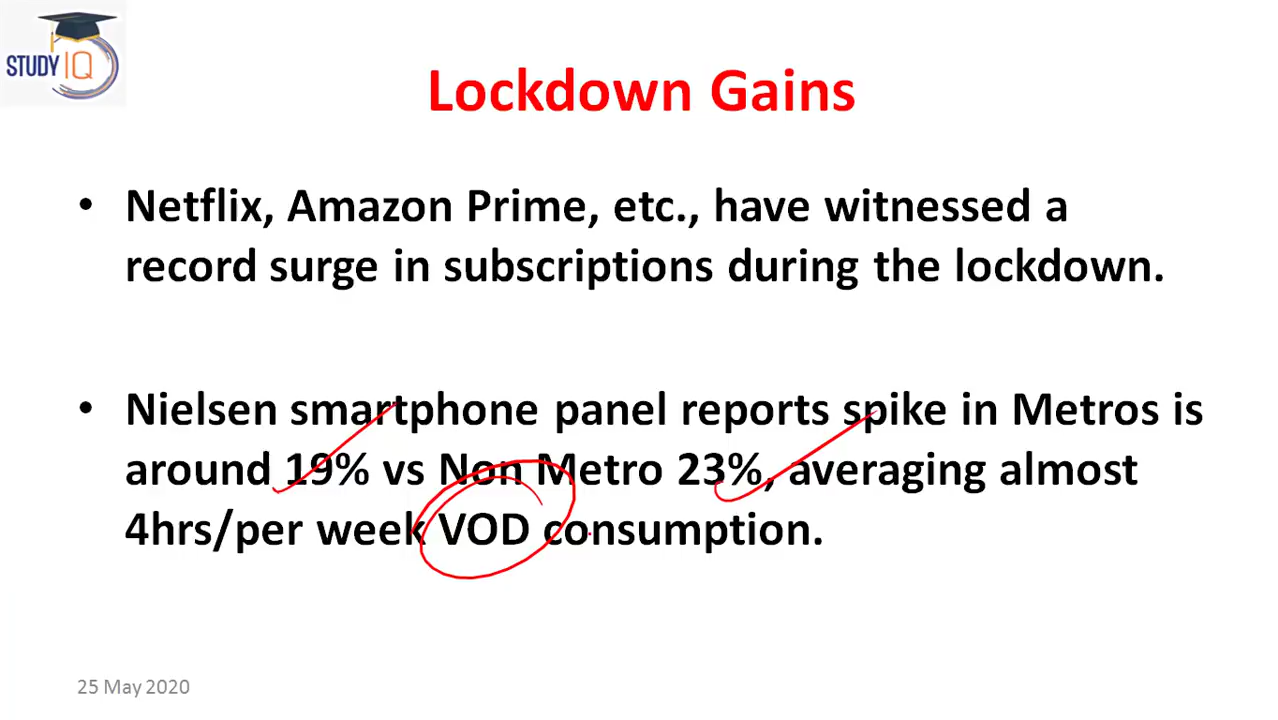 STUDY IQ
Lockdown Gains
• Netflix, Amazon Prime, etc., have witnessed a
record surge in subscriptions during the lockdown.
• Nielsen smartphone panel reports spike in Metros is
around 19% vs Non Metro 23%, averaging almost
4hrs/per week VOD consumption.
25 May 2020